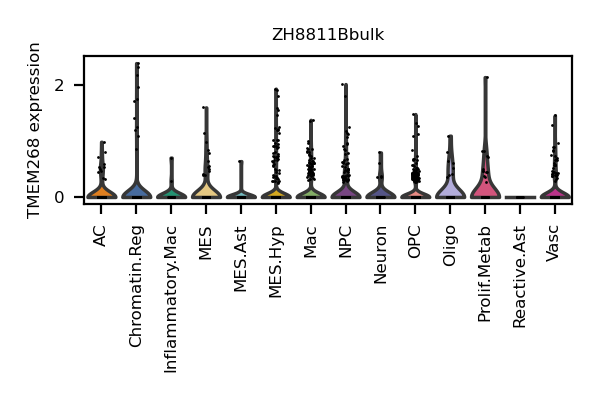 ZH8811Bbulk
TMEM268 expression
2
0
AC
Chromatin.Reg
Inflammatory.Mac
MES
MES.Ast
MES.Hyp
Mac
NPC
Neuron
OPC
Oligo
Prolif.Metab
Reactive.Ast
Vasc